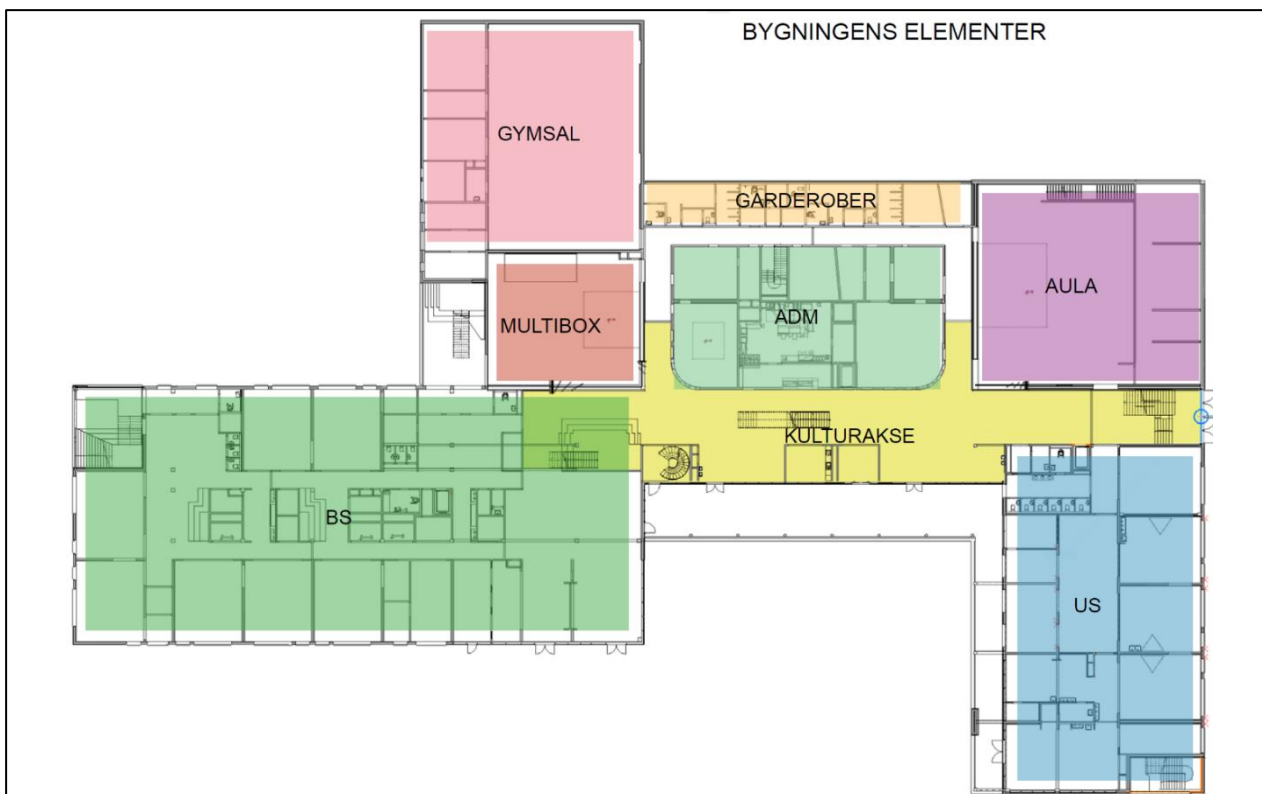 BYGNINGENS ELEMENTER
GYMSAL
GARDEROBER
AULA
MULTIBOX
ADM
KULTURAKSE
BS
US